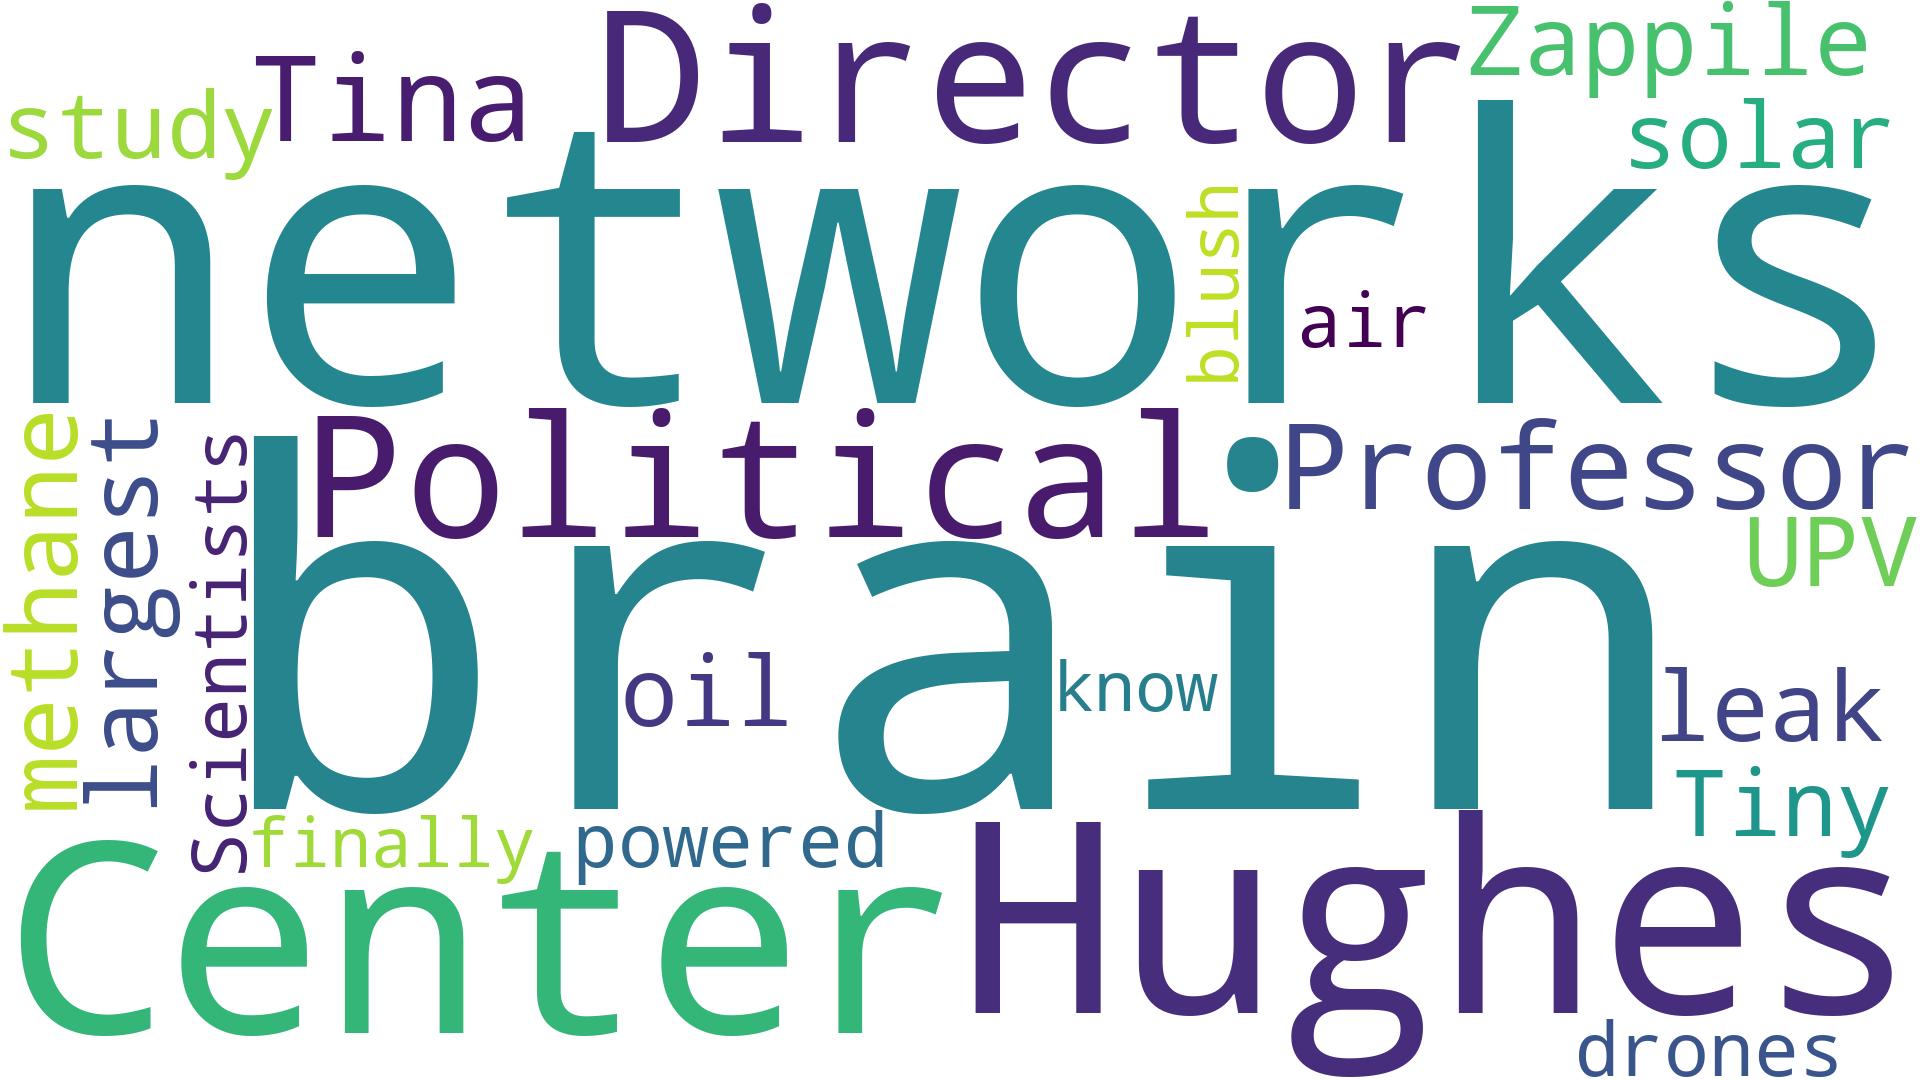 Director
Zappile
Tina
study
solar
networks
blush
air
Political
Professor
methane
largest
Scientists
brain
UPV
oil
know
leak
Tiny
finally
powered
Center
Hughes
drones